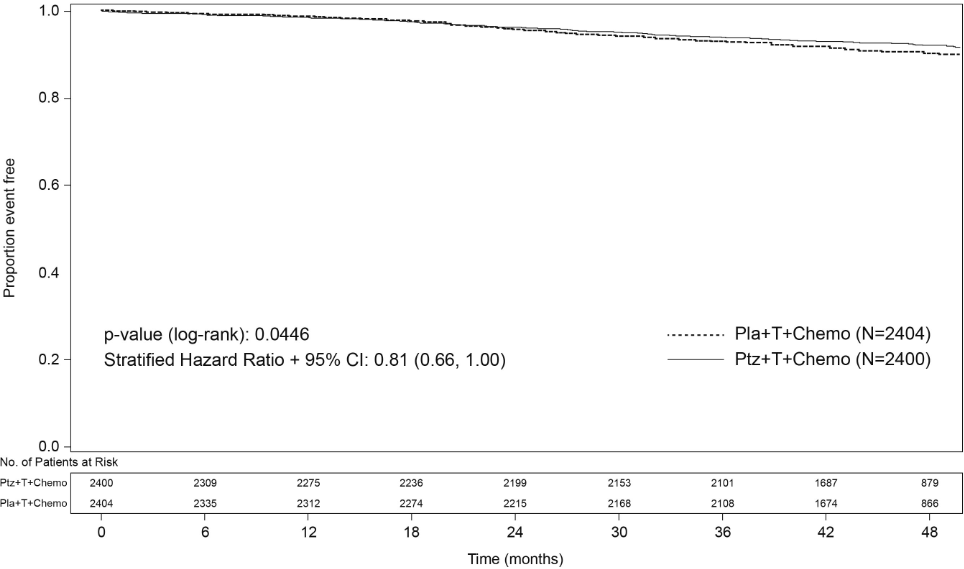 1.0
0.8
0.6
0.4
0.2
0.0
Proportion event free
p-value (log-rank): 0.0446
Stratified Hazard Ratio + 95% CI: 0.81 (0.66, 1.00)
Pla+T+Chemo (N=2404)
Ptz+T+Chemo (N=2400)
No. of Patients at Risk
Ptz+T+Chemo 2400 2309 2275 2236 2199 2153 2101 1687 879
Pla+T+Chemo 2404 2335 2312 2274 2215 2168 2108 1674 866
0 6 12 18 24 30 36 42 48
Time (months)